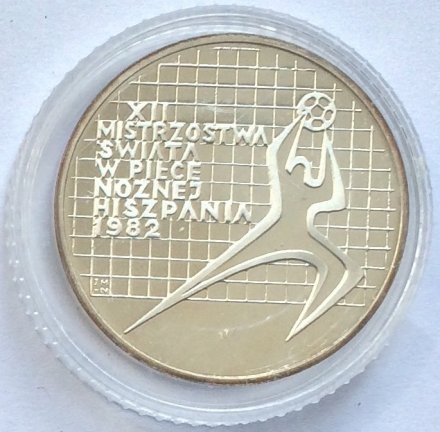 XII
MISTRZOSTWA
ŚWIATA
W PIŁCE
NOŻNEJ
HISZPANIA
1982